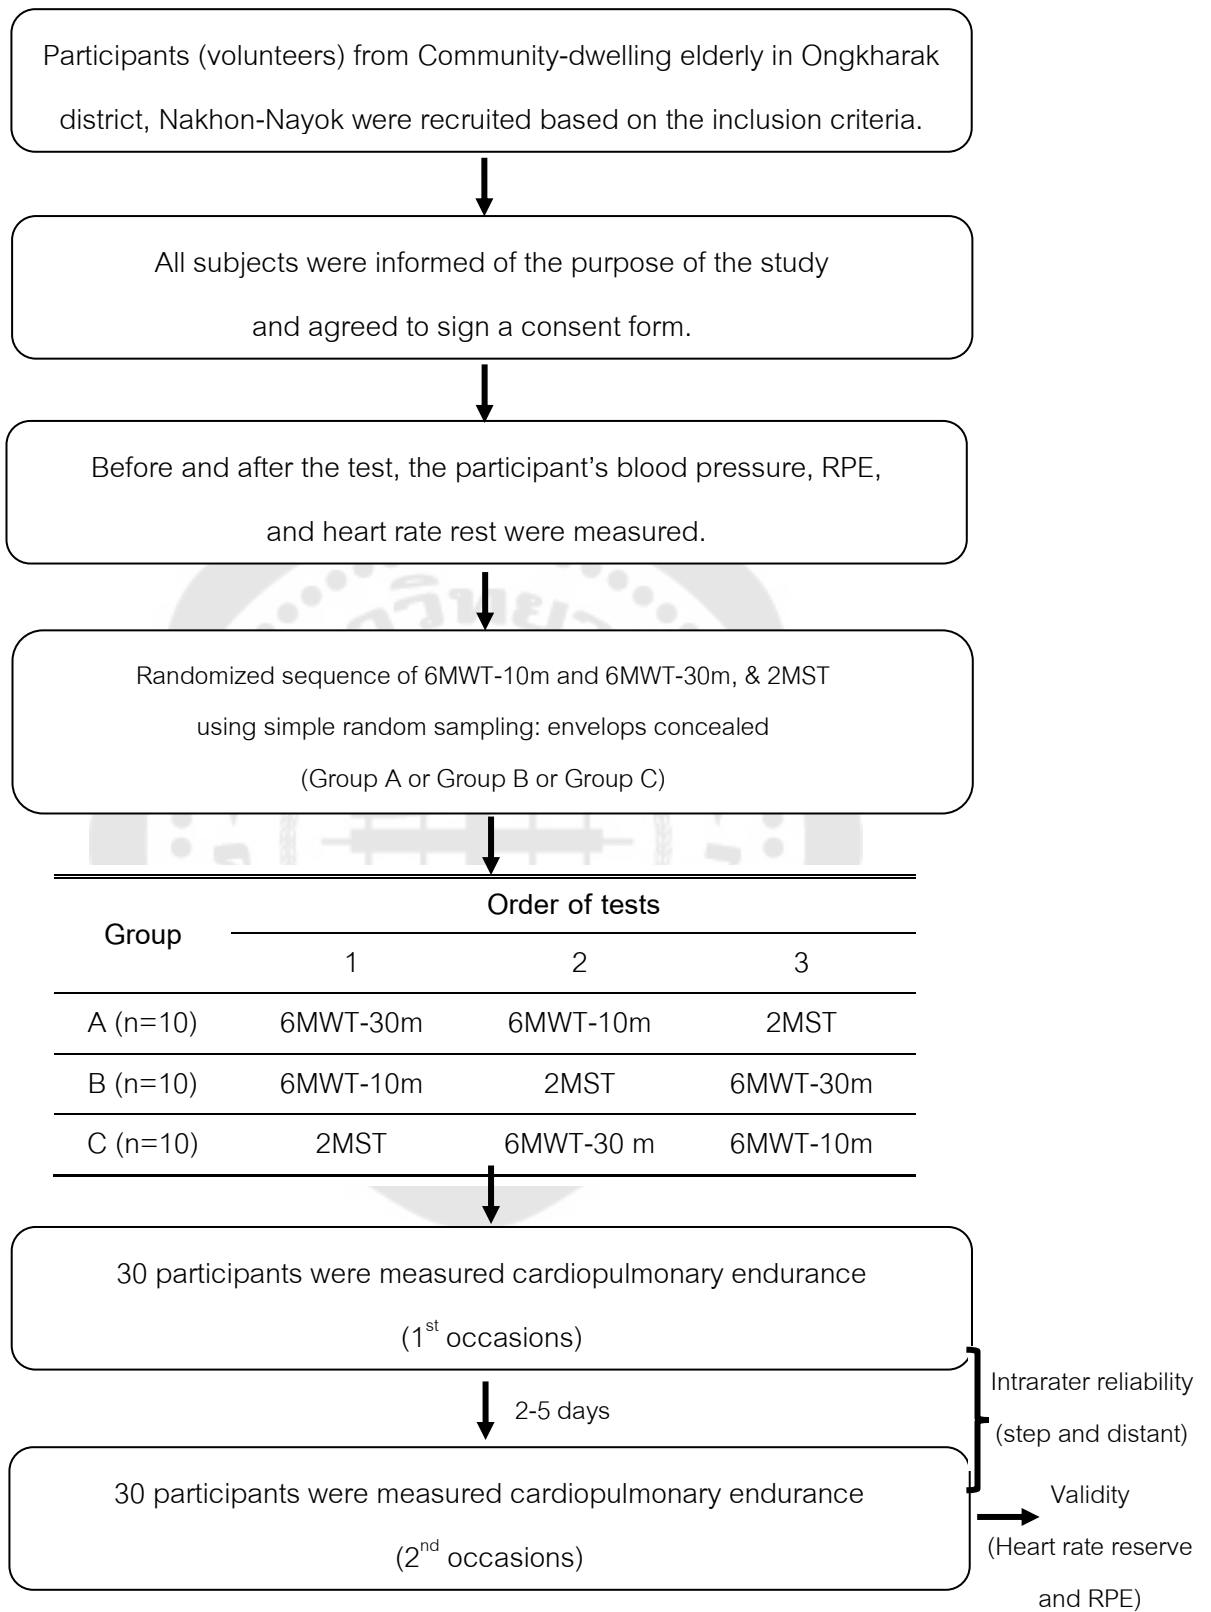 Participants (volunteers) from Community-dwelling elderly in Ongkharak
district, Nakhon-Nayok were recruited based on the inclusion criteria.
All subjects were informed of the purpose of the study
and agreed to sign a consent form.
Before and after the test, the participant's blood pressure, RPE,
and heart rate rest were measured.
Randomized sequence of 6MWT-10m and 6MWT-30m, & 2MST
using simple random sampling: envelops concealed
(Group A or Group B or Group C)
Group
Order of tests
1 2 3
A (n=10) 6MWT-30m 6MWT-10m 2MST
B (n=10) 6MWT-10m 2MST 6MWT-30m
C (n=10) 2MST 6MWT-30 m 6MWT-10m
30 participants were measured cardiopulmonary endurance
(1st occasions)
2-5 days
Intrarater reliability
(step and distant)
30 participants were measured cardiopulmonary endurance
(2nd occasions)
Validity
(Heart rate reserve
and RPE)